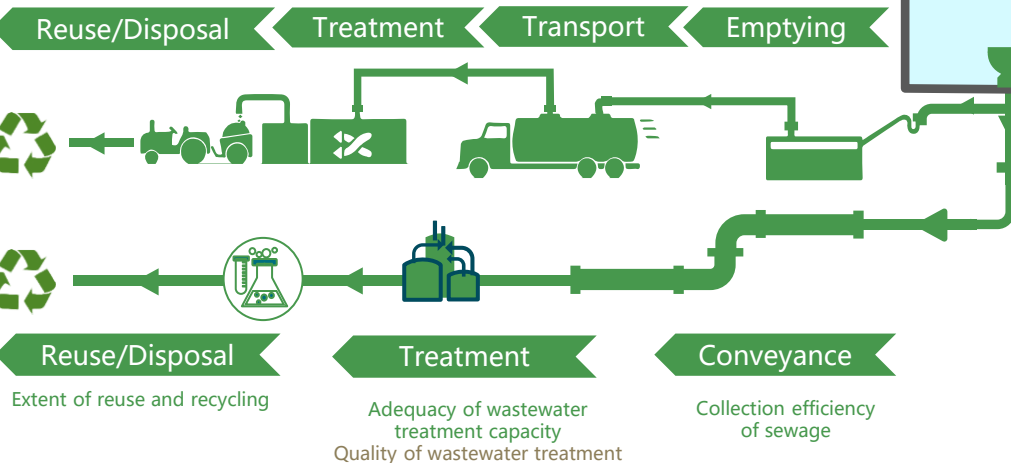 Reuse/Disposal
Treatment
Transport
Emptying
Reuse/Disposal
Treatment
Conveyance
Extent of reuse and recycling
Adequacy of wastewater
treatment capacity
Quality of wastewater treatment
Collection efficiency
of sewage